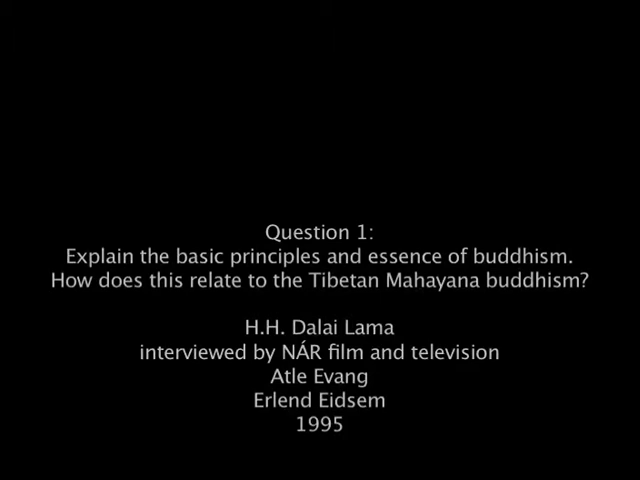 Question 1:
Explain the basic principles and essence of buddhism.
How does this relate to the Tibetan Mahayana buddhism?
H.H. Dalai Lama
interviewed by NÁR film and television
Atle Evang
Erlend Eidsem
1995